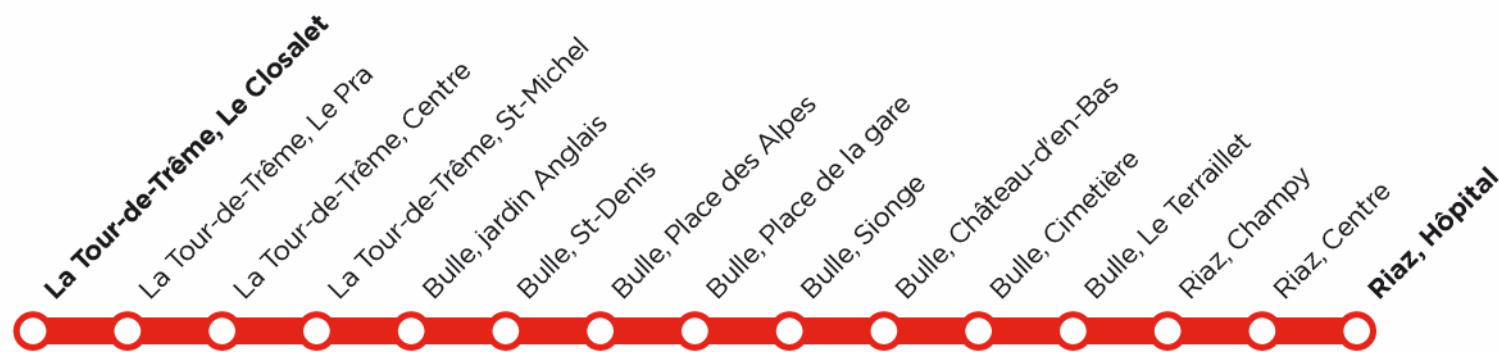 La Tour-de-Trême, Le Closalet
La Tour-de-Trême, Le Pra
La Tour-de-Trême, Centre
La Tour-de-Trême, St-Michel
Bulle, jardin Anglais
Bulle, St-Denis
Bulle, Place des Alpes
Bulle, Place de la gare
Bulle, Sionge
Bulle, Château-d'en-Bas
Bulle, Cimetière
Bulle, Le Terraillet
Riaz, Champy
Riaz, Centre
Riaz, Hôpital